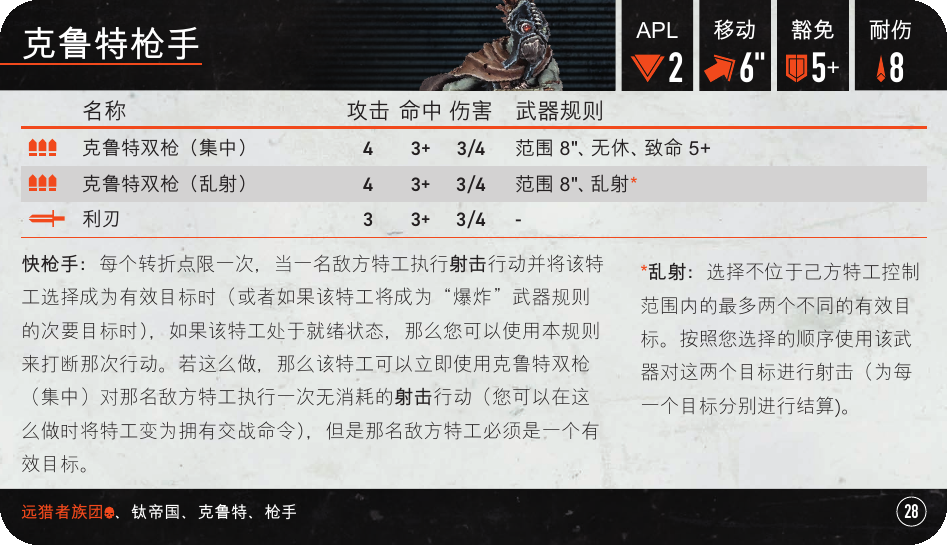 克鲁特枪手
APL 移动 豁免 耐伤
2 6" 5+ 8
名称 攻击 命中 伤害 武器规则
克鲁特双枪（集中） 4 3+ 3/4 范围 8"、无休、致命 5+
克鲁特双枪（乱射） 4 3+ 3/4 范围 8"、乱射*
利刃 3 3+ 3/4 -
快枪手：每个转折点限一次，当一名敌方特工执行射击行动并将该特
工选择成为有效目标时（或者如果该特工将成为“爆炸”武器规则
的次要目标时），如果该特工处于就绪状态，那么您可以使用本规则
来打断那次行动。若这么做，那么该特工可以立即使用克鲁特双枪
（集中）对那名敌方特工执行一次无消耗的射击行动（您可以在这
么做时将特工变为拥有交战命令），但是那名敌方特工必须是一个有
效目标。
*乱射：选择不位于己方特工控制
范围内的最多两个不同的有效目
标。按照您选择的顺序使用该武
器对这两个目标进行射击（为每
一个目标分别进行结算)。
远猎者族团、钛帝国、克鲁特、枪手
28